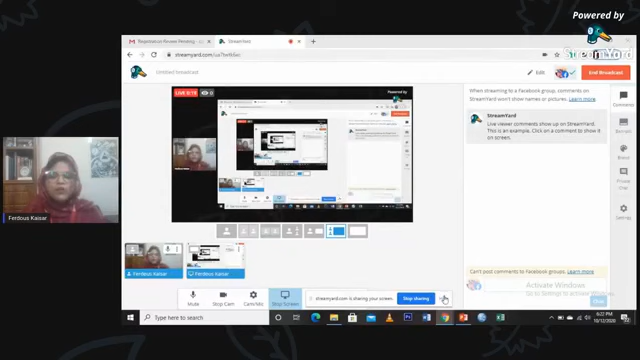 Powered by
StreamYard
Registration Review Pending
StreamYard
streamyard.com
Untitled broadcast
Edit
End Broadcast
LIVE
When streaming to a Facebook group, comments on
StreamYard won't show names or pictures. Learn more
StreamYard
Live viewer comments show up on StreamYard.
This is an example. Click on a comment to show it
on screen.
Comments
Banners
Brand
Private
Chat
Settings
Ferdous Kaisar
Ferdous Kaisar
Ferdous Kaisar
Can't post comments to Facebook groups. Learn more
Mute
Stop Cam
Cam/Mic
Stop Screen
streamyard.com is sharing your screen.
Stop sharing
Activate Windows
Go to Settings to activate Windows.
Type here to search
6:22 PM
10/12/2020